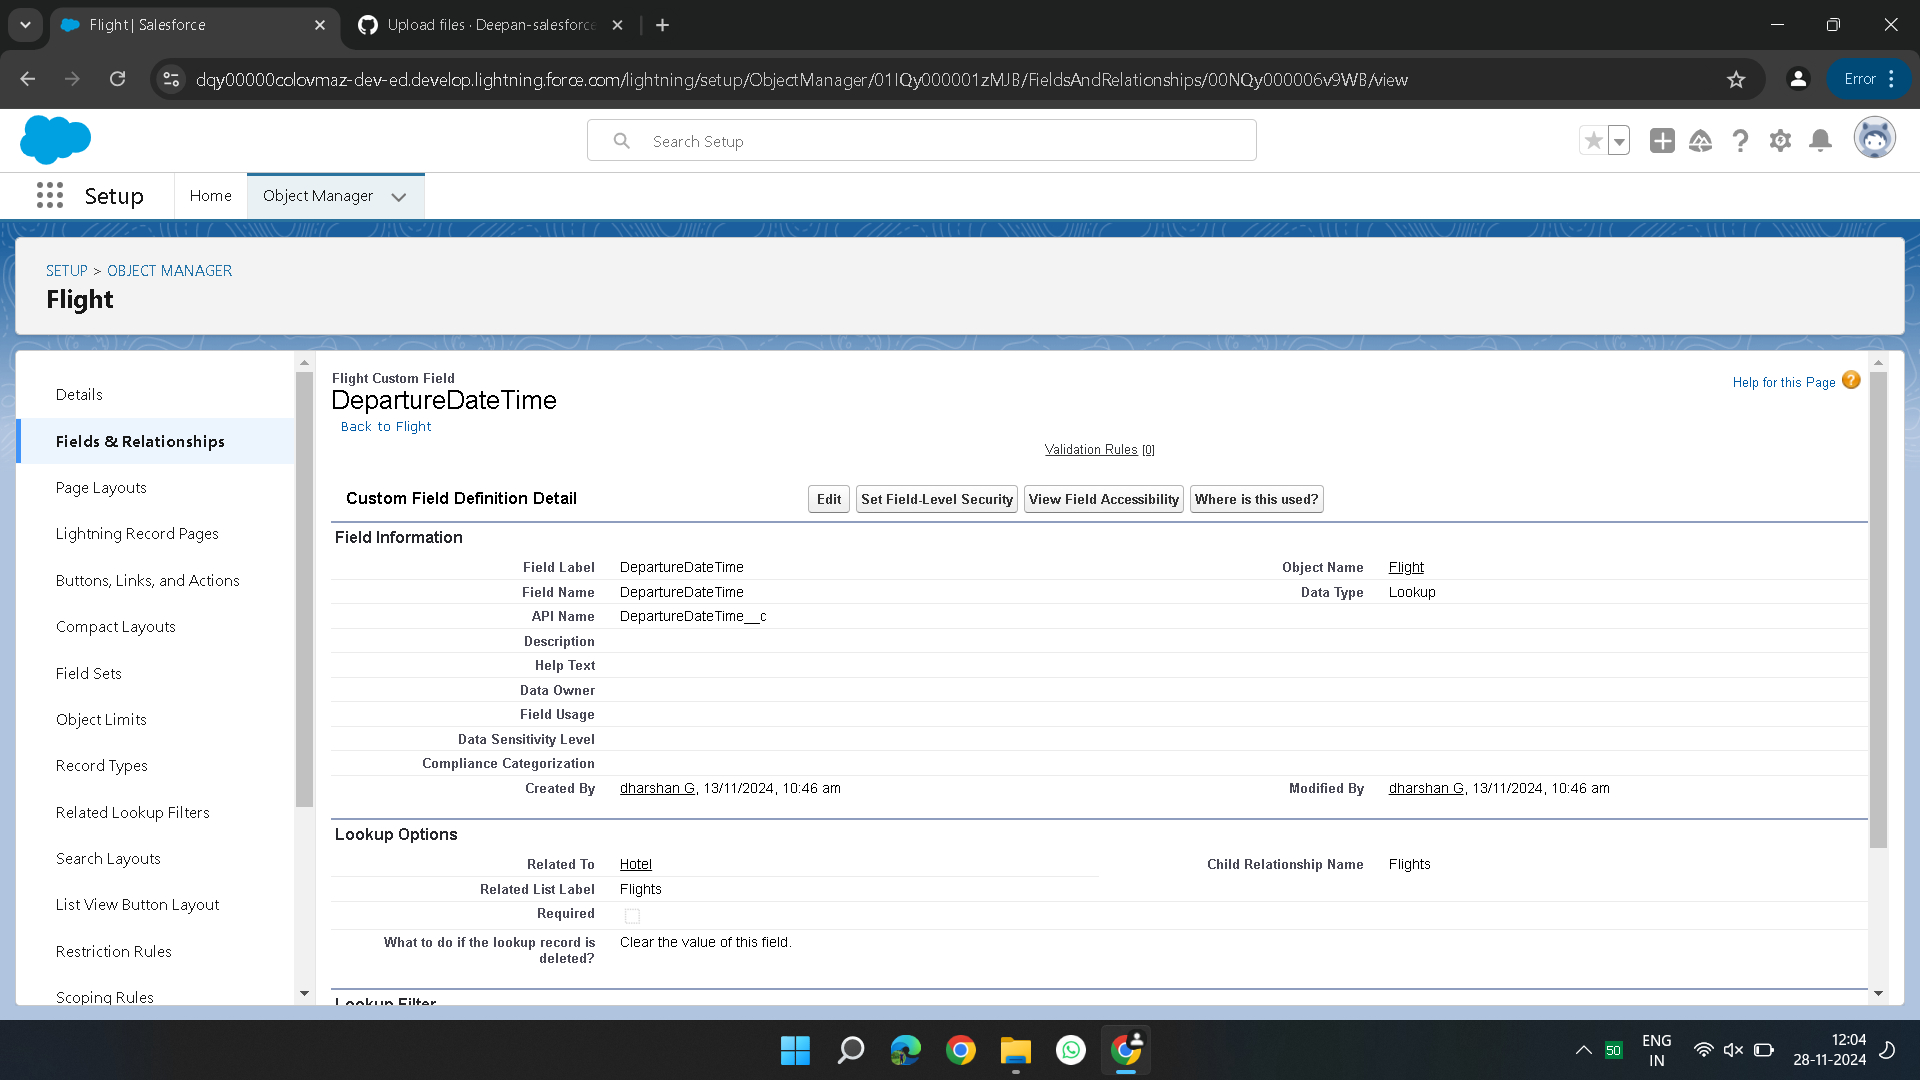 Flight | Salesforce
Upload files · Deepan-salesforce
dqy00000colovmaz-dev-ed.develop.lightning.force.com/lightning/setup/ObjectManager/01IQy000001zMJB/FieldsAndRelationships/00NQy000006v9WB/view
Error
Search Setup
Setup
Home
Object Manager
SETUP > OBJECT MANAGER
Flight
Details
Fields & Relationships
Page Layouts
Lightning Record Pages
Buttons, Links, and Actions
Compact Layouts
Field Sets
Object Limits
Record Types
Related Lookup Filters
Search Layouts
List View Button Layout
Restriction Rules
Scoping Rules
Flight Custom Field
DepartureDateTime
Back to Flight
Help for this Page ?
Validation Rules [0]
Custom Field Definition Detail
Edit
Set Field-Level Security
View Field Accessibility
Where is this used?
Field Information
Field Label DepartureDateTime Object Name Flight
Field Name DepartureDateTime Data Type Lookup
API Name DepartureDateTime__c
Description
Help Text
Data Owner
Field Usage
Data Sensitivity Level
Compliance Categorization
Created By dharshan G, 13/11/2024, 10:46 am Modified By dharshan G, 13/11/2024, 10:46 am
Lookup Options
Related To Hotel Child Relationship Name Flights
Related List Label Flights
Required
What to do if the lookup record is Clear the value of this field.
deleted?
Lookup Filter
50
ENG
IN
12:04
28-11-2024